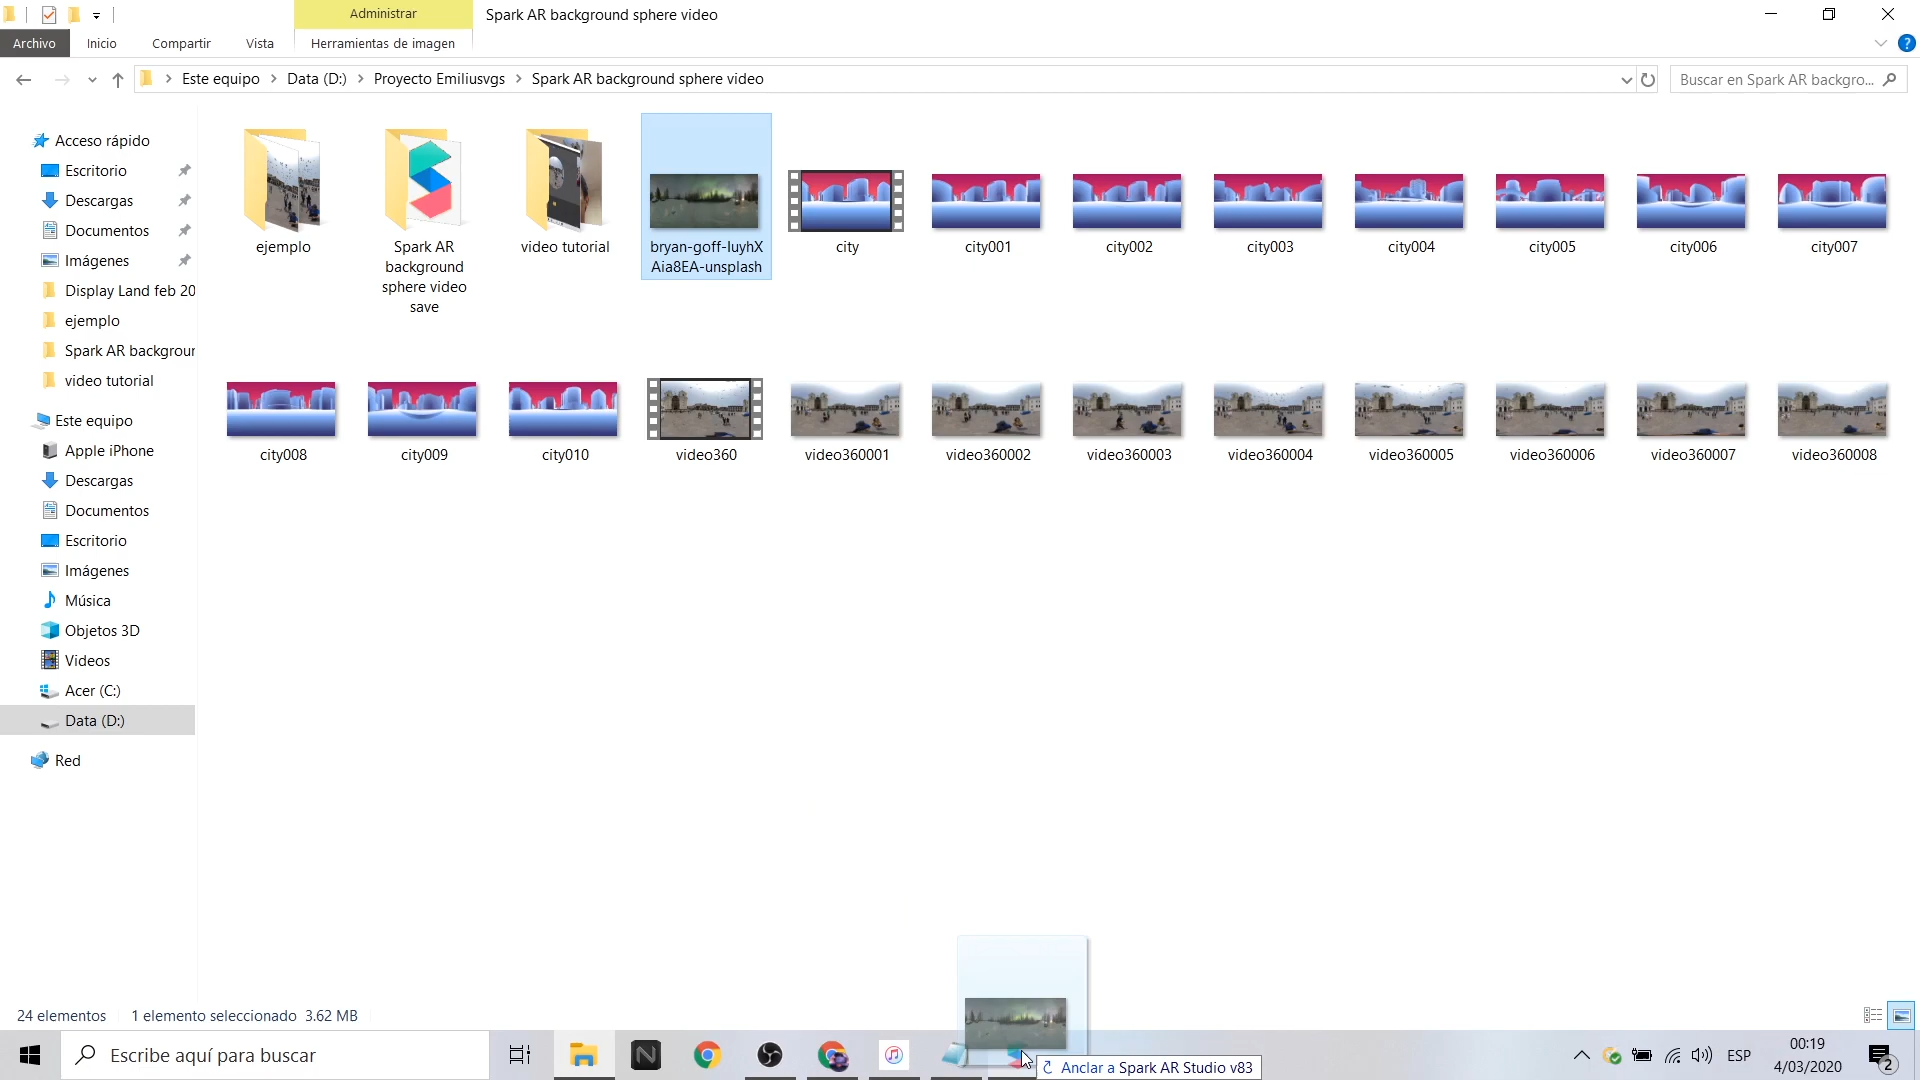 Administrar
Spark AR background sphere video
Archivo
Inicio
Compartir
Vista
Herramientas de imagen
Este equipo
Data (D:)
Proyecto Emiliusvgs
Spark AR background sphere video
Buscar en Spark AR backgro...
Acceso rápido
Escritorio
Descargas
Documentos
Imágenes
Display Land feb 20
ejemplo
Spark AR backgrour
video tutorial
Este equipo
Apple iPhone
Descargas
Documentos
Escritorio
Imágenes
Música
Objetos 3D
Videos
Acer (C:)
Data (D:)
Red
ejemplo
Spark AR
background
sphere video
save
video tutorial
bryan-goff-IuyhX
Aia8EA-unsplash
city
city001
city002
city003
city004
city005
city006
city007
city008
city009
city010
video360
video360001
video360002
video360003
video360004
video360005
video360006
video360007
video360008
24 elementos
1 elemento seleccionado 3.62 MB
Escribe aquí para buscar
Anclar a Spark AR Studio v83
ESP
00:19
4/03/2020
2